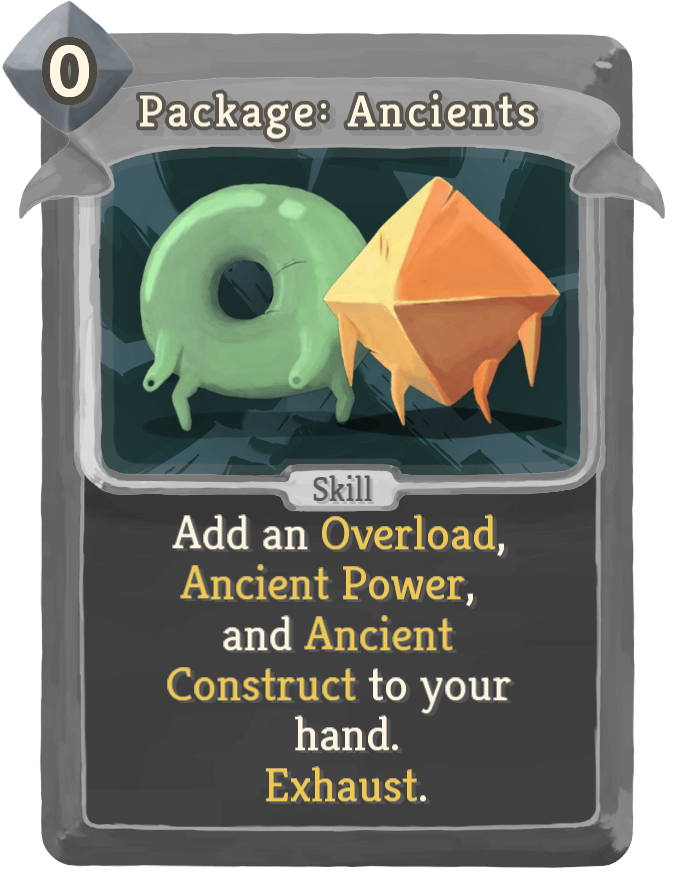 0
Package: Ancients
Skill
Add an Overload,
Ancient Power,
and Ancient
Construct to your
hand.
Exhaust.